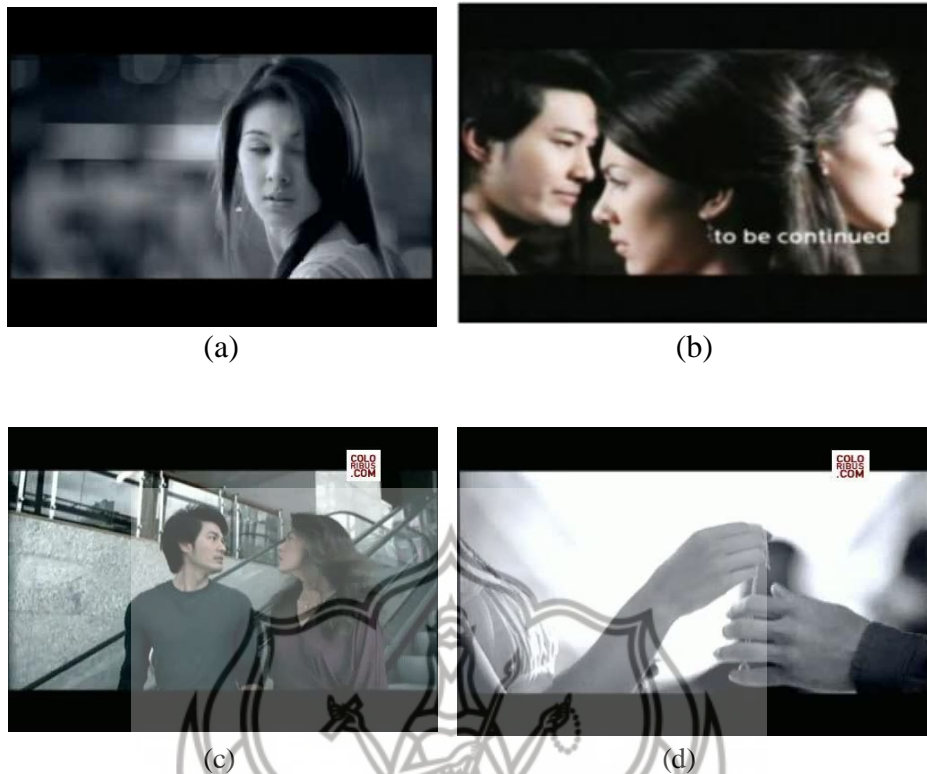 (a)
to be continued
(b)
COLO
RIBUS
.COM
COLO
RIBUS
.COM
(c)
(d)